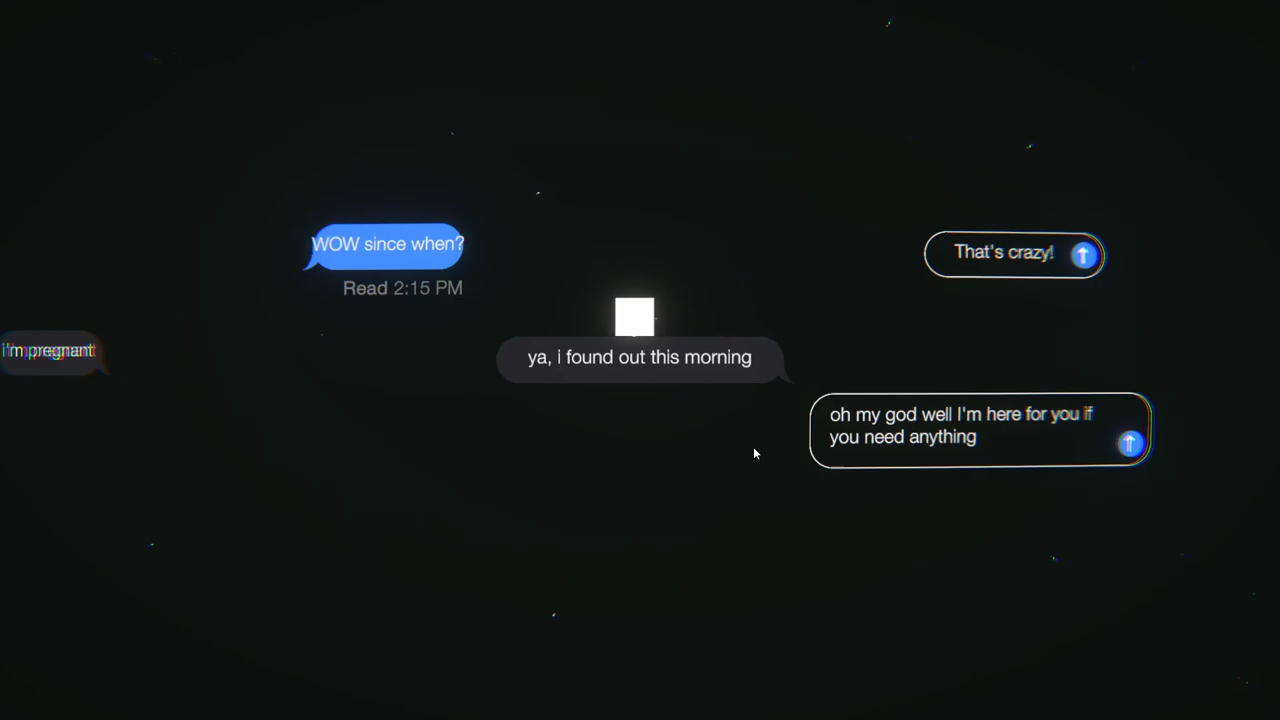 i'm pregnant
WOW since when?
Read 2:15 PM
ya, i found out this morning
That's crazy!
oh my god well I'm here for you if
you need anything